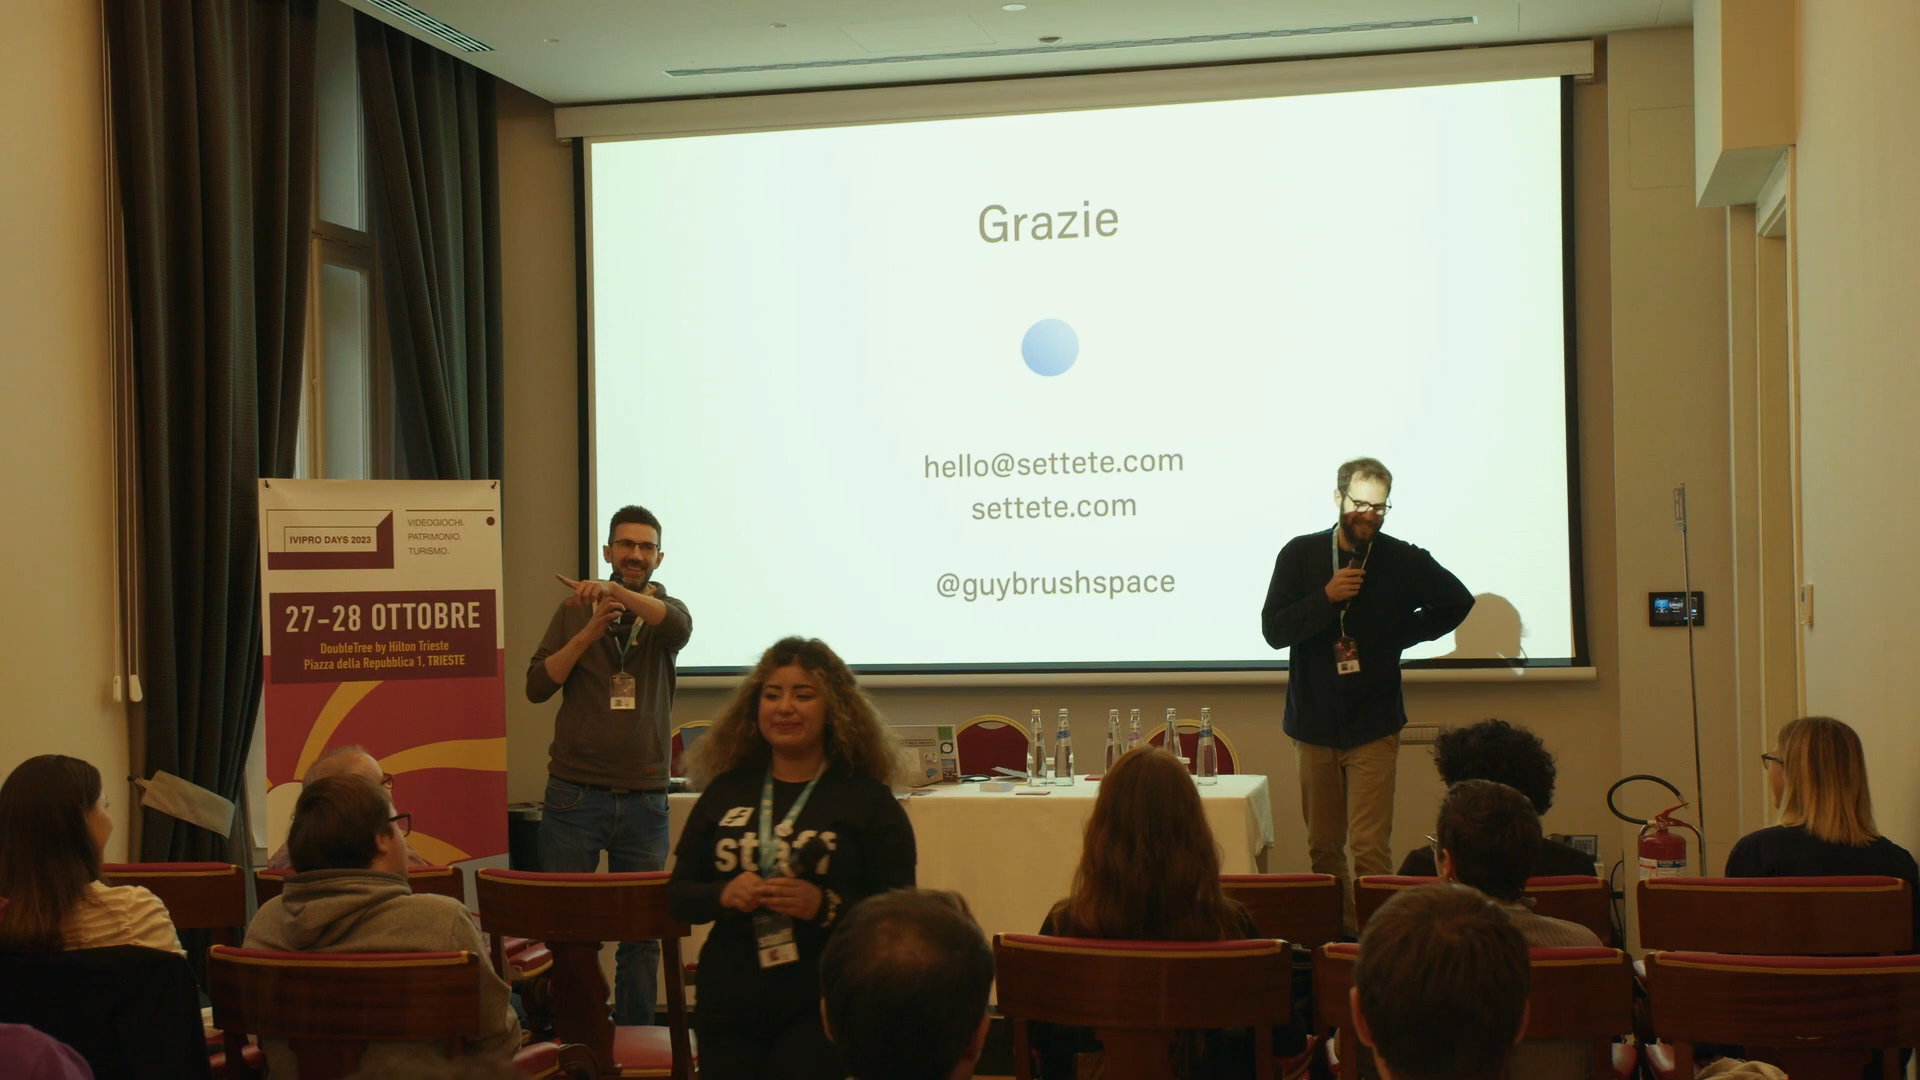 Grazie
hello@settete.com
settete.com
@guybrushspace
IVIPRO DAYS 2023
VIDEOGIOCHI.
PATRIMONIO.
TURISMO.
27-28 OTTOBRE
DoubleTree by Hilton Trieste
Piazza della Repubblica 1, TRIESTE
staff